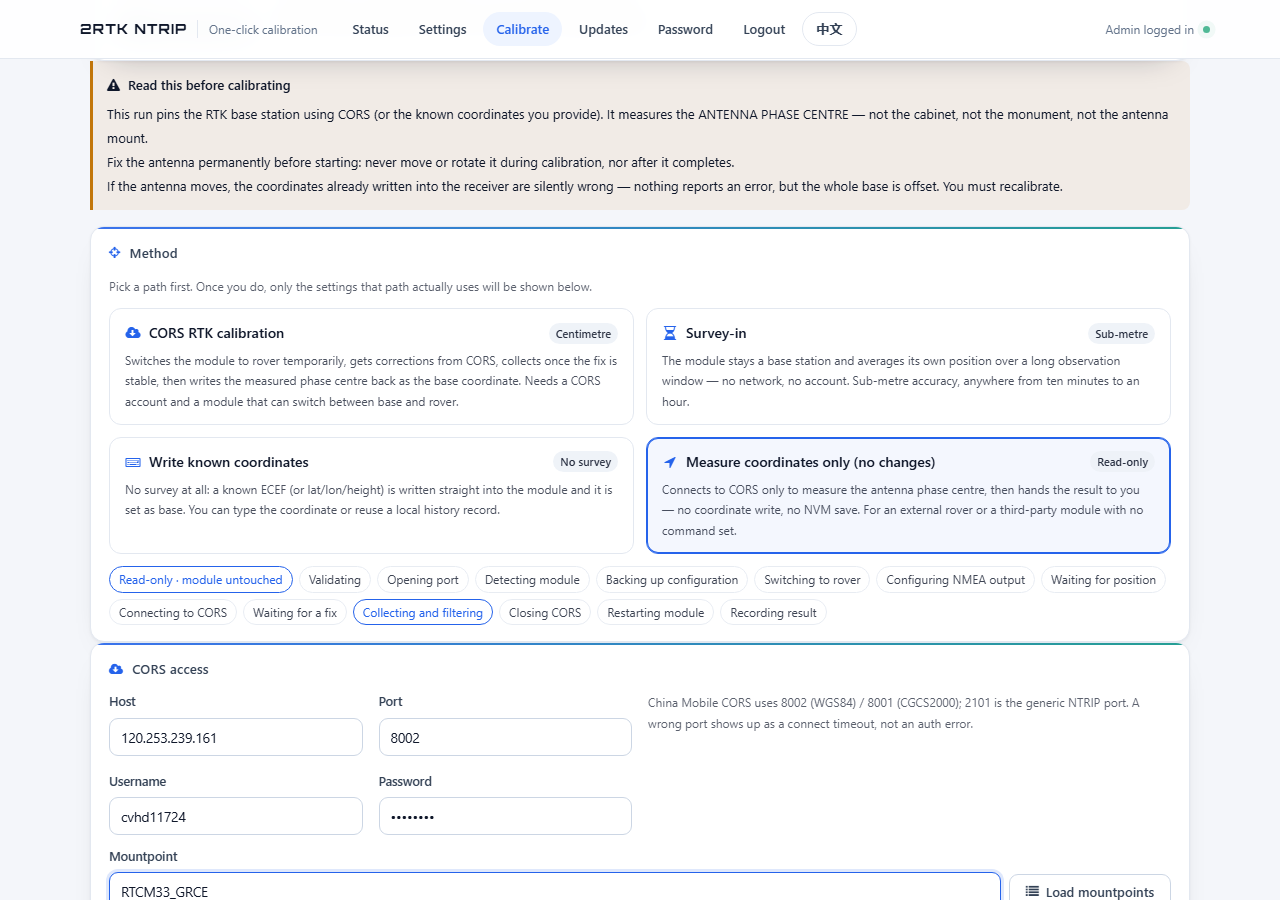 2RTK NTRIP One-click calibration Status Settings Calibrate Updates Password Logout 中文 Admin logged in
Read this before calibrating
This run pins the RTK base station using CORS (or the known coordinates you provide). It measures the ANTENNA PHASE CENTRE — not the cabinet, not the monument, not the antenna
mount.
Fix the antenna permanently before starting: never move or rotate it during calibration, nor after it completes.
If the antenna moves, the coordinates already written into the receiver are silently wrong — nothing reports an error, but the whole base is offset. You must recalibrate.
Method
Pick a path first. Once you do, only the settings that path actually uses will be shown below.
CORS RTK calibration Centimetre
Switches the module to rover temporarily, gets corrections from CORS, collects once the fix is
stable, then writes the measured phase centre back as the base coordinate. Needs a CORS
account and a module that can switch between base and rover.
Survey-in Sub-metre
The module stays a base station and averages its own position over a long observation
window — no network, no account. Sub-metre accuracy, anywhere from ten minutes to an
hour.
Write known coordinates No survey
No survey at all: a known ECEF (or lat/lon/height) is written straight into the module and it is
set as base. You can type the coordinate or reuse a local history record.
Measure coordinates only (no changes) Read-only
Connects to CORS only to measure the antenna phase centre, then hands the result to you
— no coordinate write, no NVM save. For an external rover or a third-party module with no
command set.
Read-only · module untouched Validating Opening port Detecting module Backing up configuration Switching to rover Configuring NMEA output Waiting for position
Connecting to CORS Waiting for a fix Collecting and filtering Closing CORS Restarting module Recording result
CORS access
Host Port
120.253.239.161 8002
China Mobile CORS uses 8002 (WGS84) / 8001 (CGCS2000); 2101 is the generic NTRIP port. A
wrong port shows up as a connect timeout, not an auth error.
Username Password
cvhd11724 ••••••••
Mountpoint
RTCM33_GRCE Load mountpoints